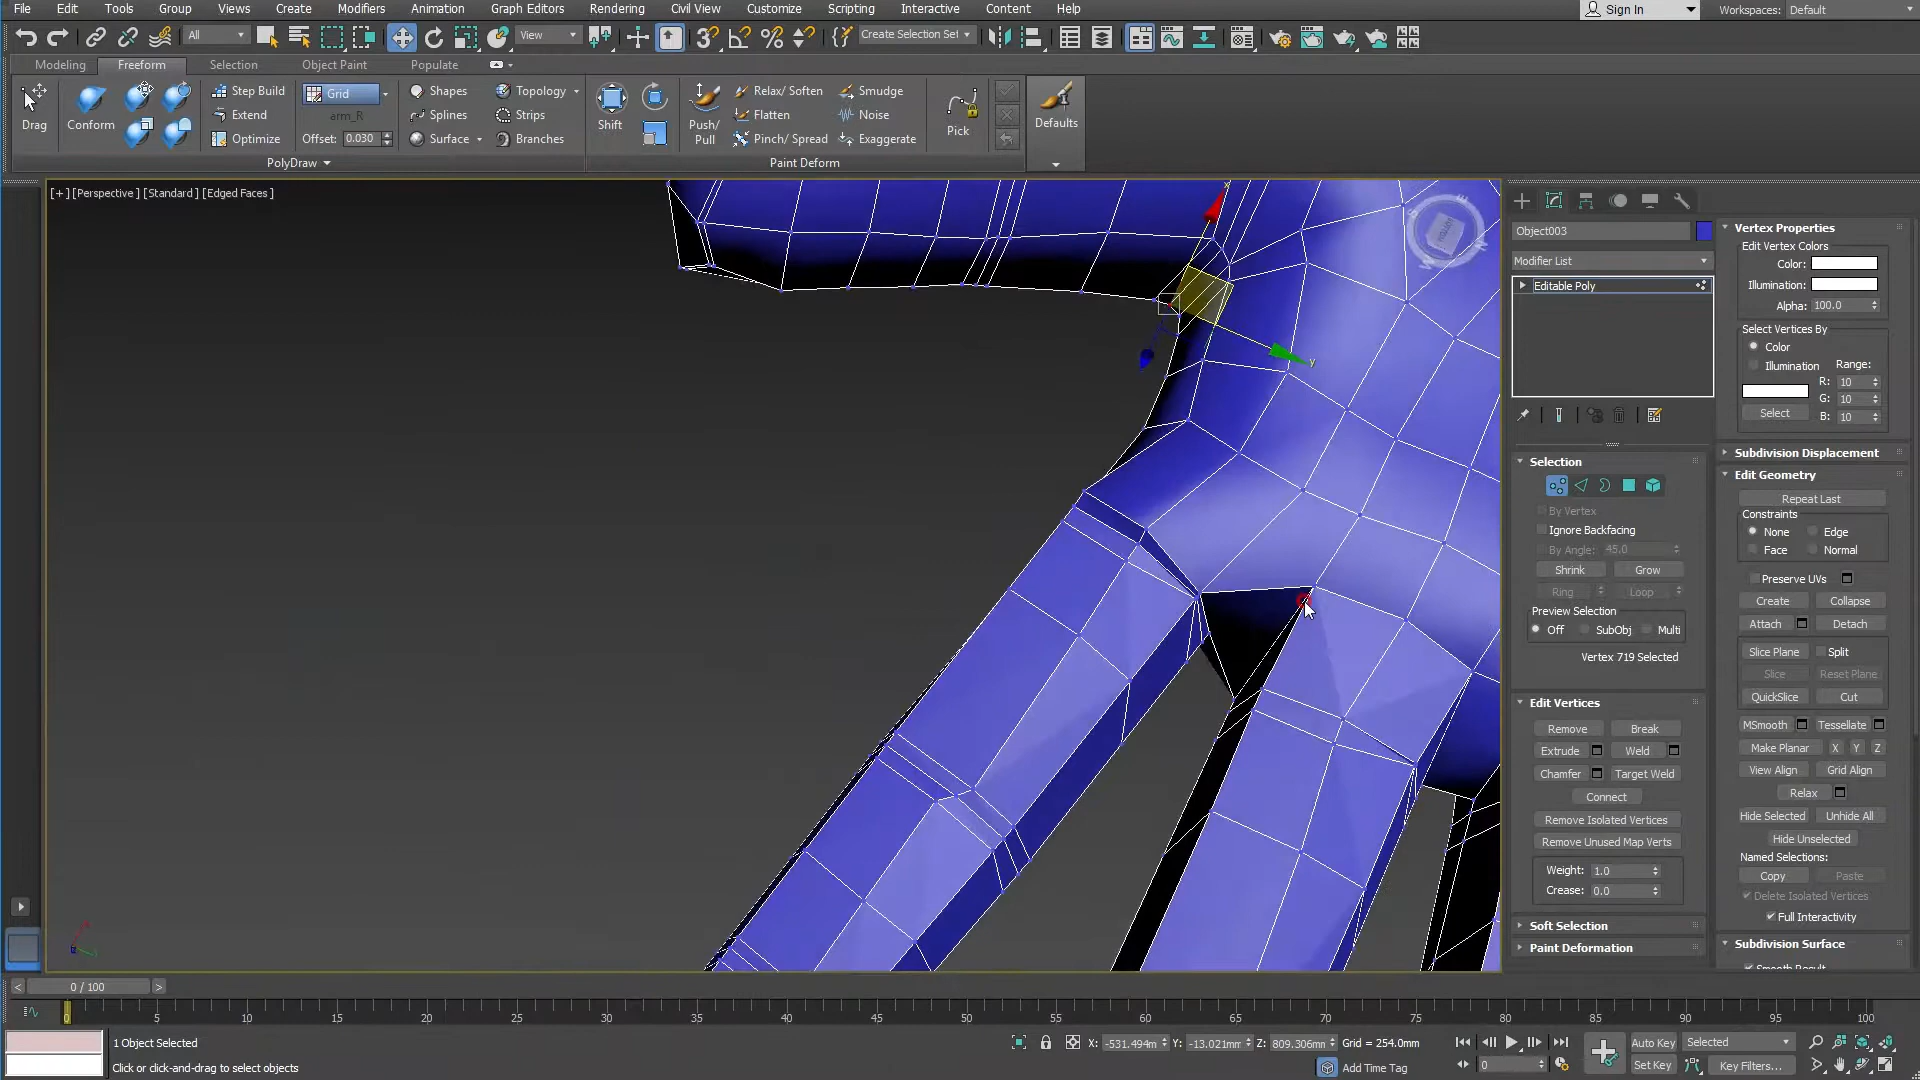 File Edit Tools Group Views Create Modifiers Animation Graph Editors Rendering Civil View Customize Scripting Interactive Content Help Sign In Workspaces: Default
All View Create Selection Set
Modeling Freeform Selection Object Paint Populate
Drag Conform Step Build Extend Optimize Grid arm_R Offset: 0.030 Shapes Splines Surface Topology Strips Branches Shift Push/ Pull Relax/ Soften Flatten Pinch/ Spread Smudge Noise Exaggerate Pick Defaults
PolyDraw Paint Deform
[+] [Perspective ] [Standard ] [Edged Faces ]
x
y
Object003
Modifier List
Editable Poly
Selection
By Vertex
Ignore Backfacing
By Angle: 45.0
Shrink Grow
Ring Loop
Preview Selection
Off SubObj Multi
Vertex 719 Selected
Edit Vertices
Remove Break
Extrude Weld
Chamfer Target Weld
Connect
Remove Isolated Vertices
Remove Unused Map Verts
Weight: 1.0
Crease: 0.0
Soft Selection
Paint Deformation
Vertex Properties
Edit Vertex Colors
Color:
Illumination:
Alpha: 100.0
Select Vertices By
Color
Illumination Range:
R: 10
G: 10
Select B: 10
Subdivision Displacement
Edit Geometry
Repeat Last
Constraints
None Edge
Face Normal
Preserve UVs
Create Collapse
Attach Detach
Slice Plane Split
Slice Reset Plane
QuickSlice Cut
MSmooth Tessellate
Make Planar X Y Z
View Align Grid Align
Relax
Hide Selected Unhide All
Hide Unselected
Named Selections:
Copy Paste
Delete Isolated Vertices
Full Interactivity
Subdivision Surface
Smooth Result
< 0 / 100 >
0 5 10 15 20 25 30 35 40 45 50 55 60 65 70 75 80 85 90 95 100
1 Object Selected
Click or click-and-drag to select objects
X: -531.494m Y: -13.021mm Z: 809.306mm Grid = 254.0mm
Add Time Tag
0
Auto Key Selected
Set Key Key Filters...